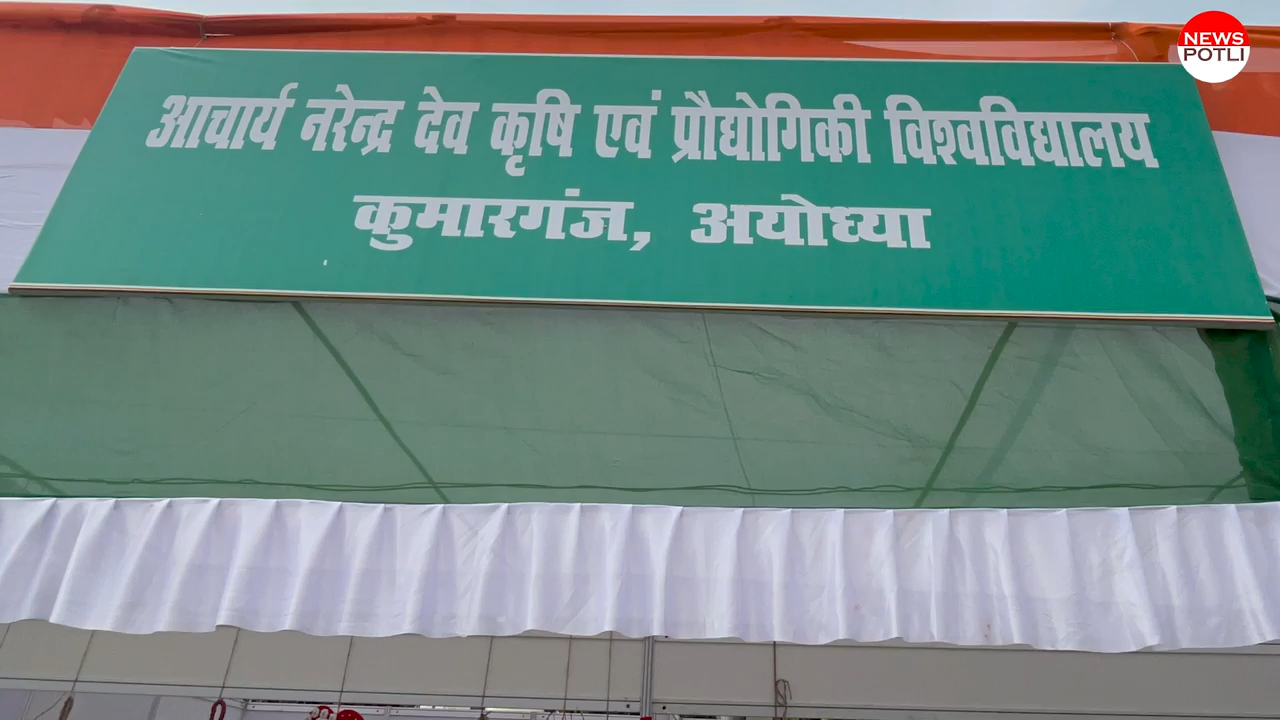 NEWS
POTLI
आचार्य नरेन्द्र देव कृषि एवं प्रौद्योगिकी विश्वविद्यालय
कुमारगंज, अयोध्या